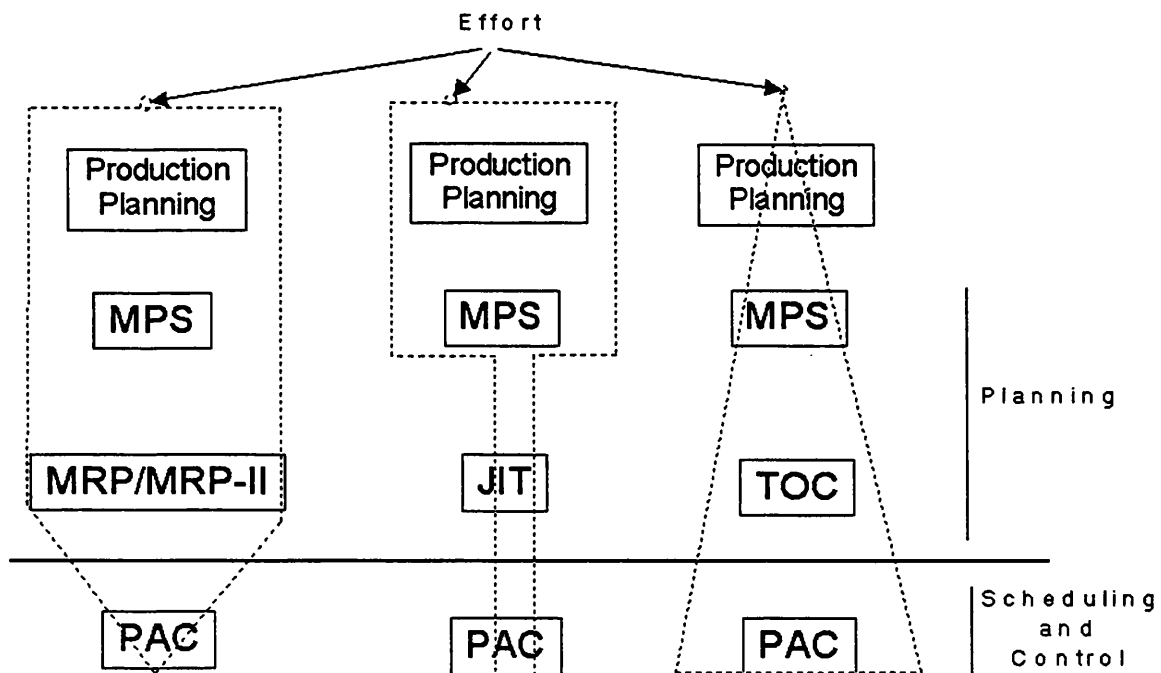 Effort
Production
Planning
Production
Planning
Production
Planning
MPS
MPS
MPS
Planning
MRP/MRP-II
JIT
TOC
Scheduling
and
Control
PAC
PAC
PAC